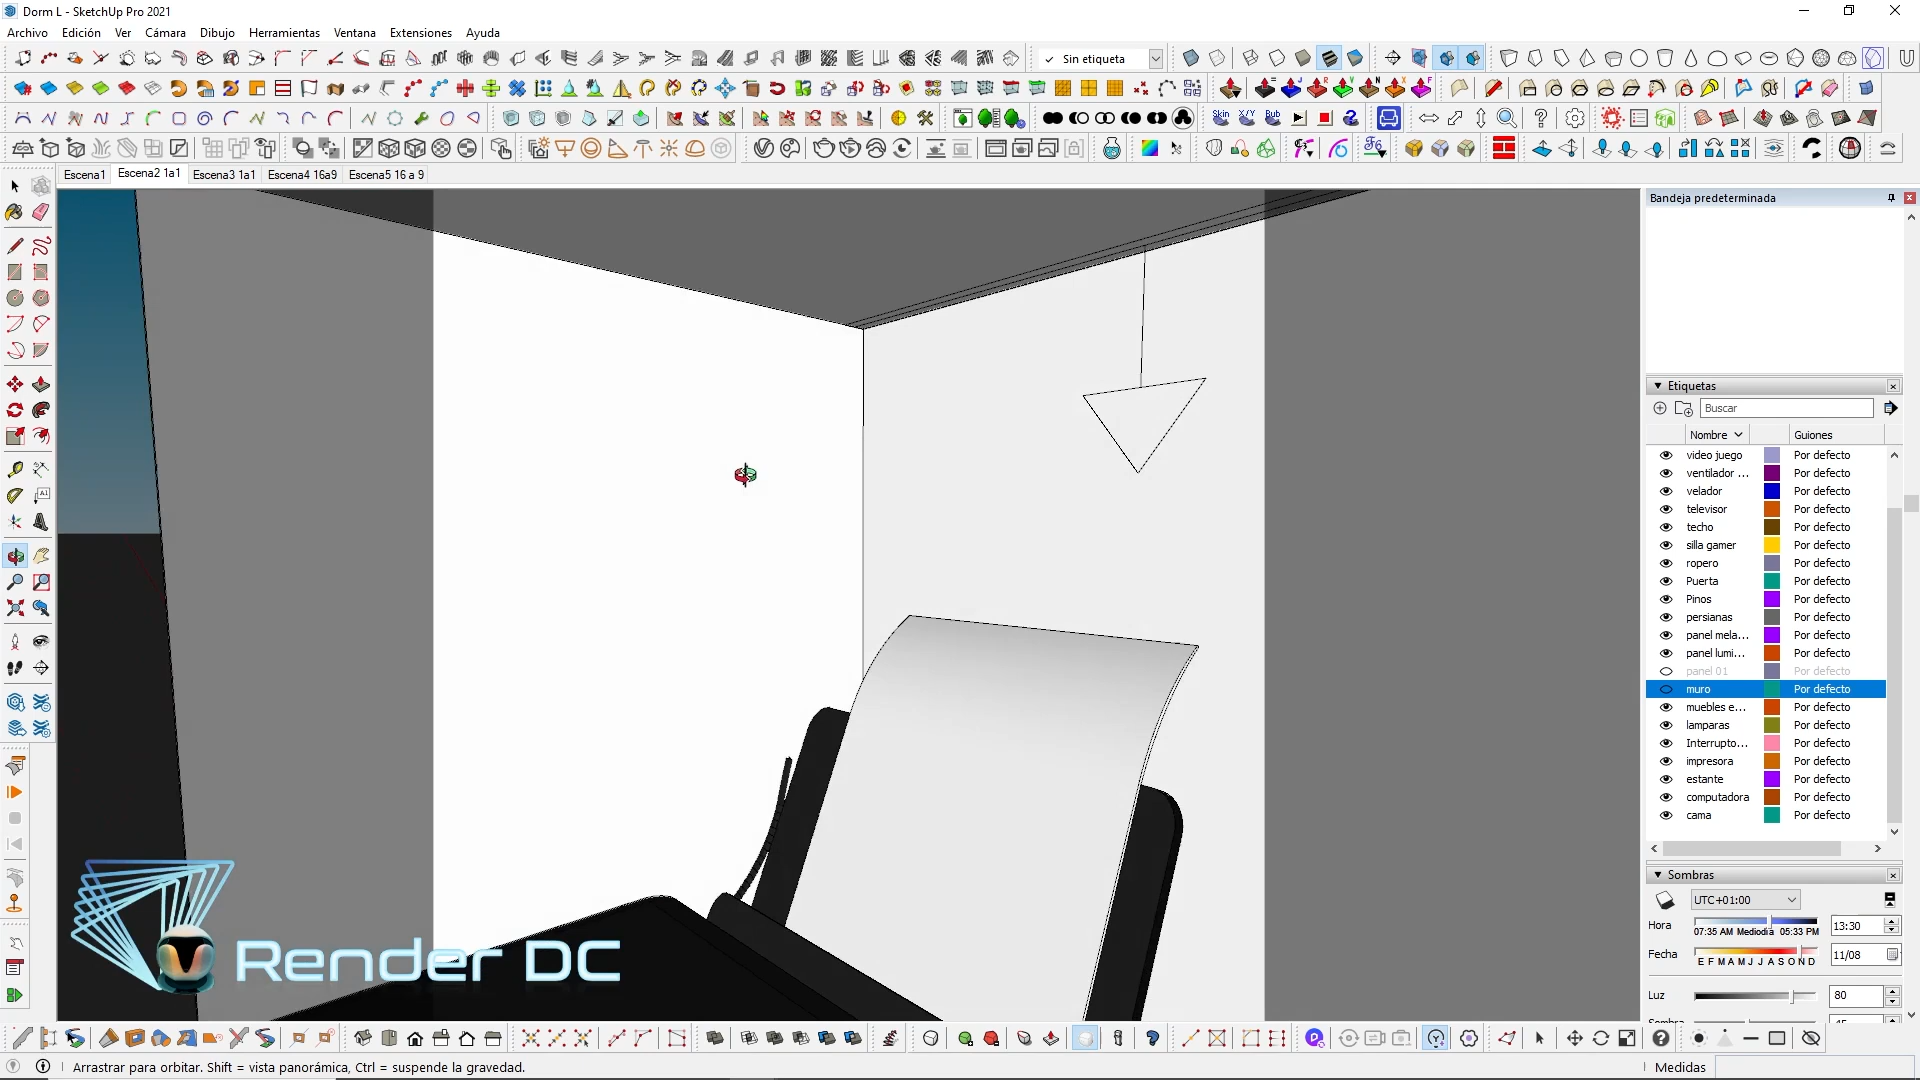 Dorm L - SketchUp Pro 2021
Archivo Edición Ver Cámara Dibujo Herramientas Ventana Extensiones Ayuda
Sin etiqueta
Skin X/Y Bub
Escena1 Escena2 1a1 Escena3 1a1 Escena4 16a9 Escena5 16 a 9
Bandeja predeterminada
Etiquetas
Buscar
Nombre Guiones
video juego Por defecto
ventilador ... Por defecto
velador Por defecto
televisor Por defecto
techo Por defecto
silla gamer Por defecto
ropero Por defecto
Puerta Por defecto
Pinos Por defecto
persianas Por defecto
panel mela... Por defecto
panel lumi... Por defecto
panel 01 Por defecto
muro Por defecto
muebles e... Por defecto
lamparas Por defecto
Interrupto... Por defecto
impresora Por defecto
estante Por defecto
computadora Por defecto
cama Por defecto
Sombras
UTC+01:00
Hora 07:35 AM Mediodía 05:33 PM 13:30
Fecha E F M A M J J A S O N D 11/08
Luz 80
Render DC
Arrastrar para orbitar. Shift = vista panorámica, Ctrl = suspende la gravedad.
Medidas